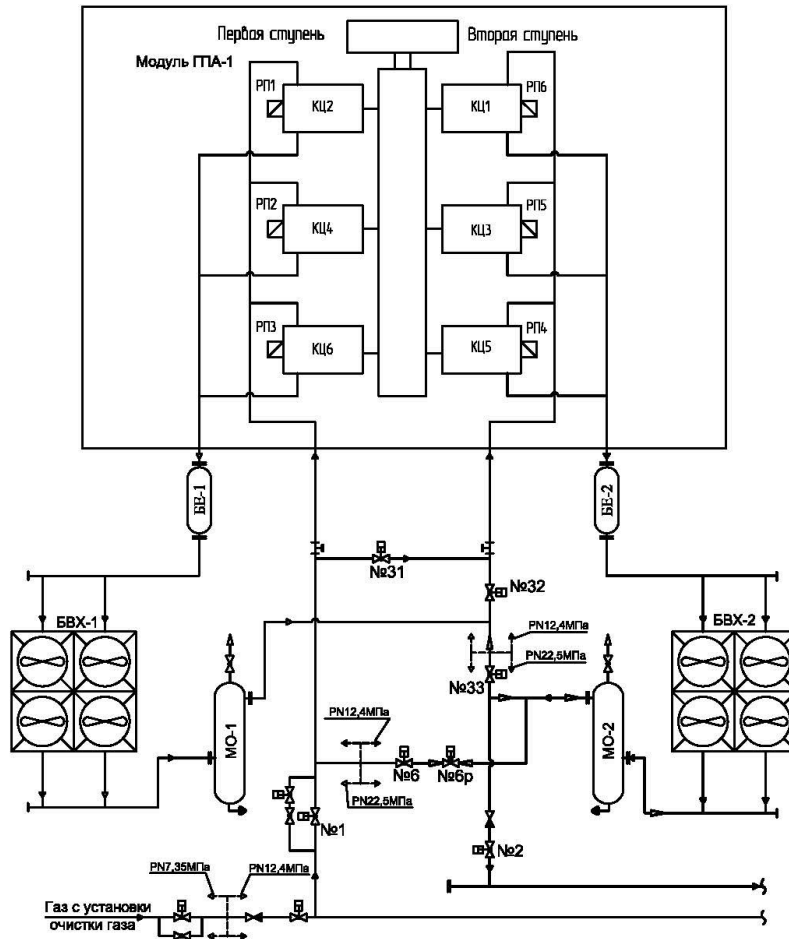 Первая ступень
Вторая ступень
Модуль ГПА-1
РП1
КЦ2
КЦ1
РП6
РП2
КЦ4
КЦ3
РП5
РП3
КЦ6
КЦ5
РП4
БЕ-1
БЕ-2
№31
№32
БВХ-1
БВХ-2
PN12,4МПа
PN22,5МПа
№33
МО-1
PN12,4МПа
МО-2
№6
№6р
PN22,5МПа
№1
№2
PN7,35МПа
PN12,4МПа
Газ с установки
очистки газа